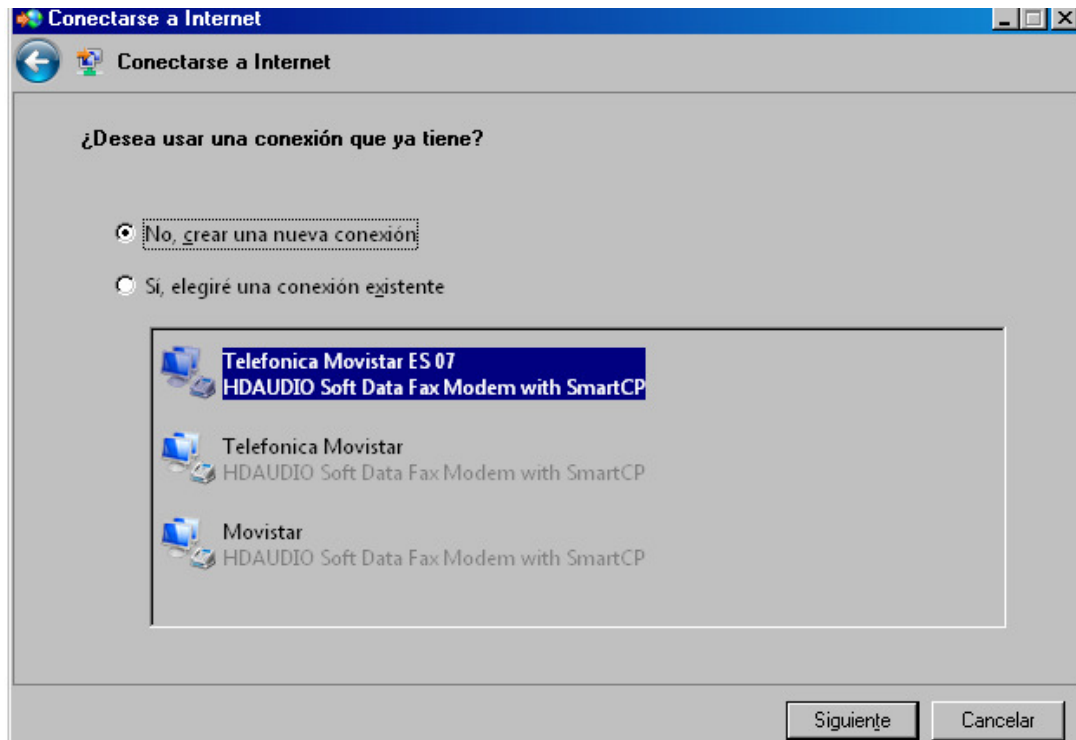 Conectarse a Internet
Conectarse a Internet
¿Desea usar una conexión que ya tiene?
No, crear una nueva conexión
Sí, elegiré una conexión existente
Telefonica Movistar ES 07
HDAUDIO Soft Data Fax Modem with SmartCP
Telefonica Movistar
HDAUDIO Soft Data Fax Modem with SmartCP
Movistar
HDAUDIO Soft Data Fax Modem with SmartCP
Siguiente Cancelar